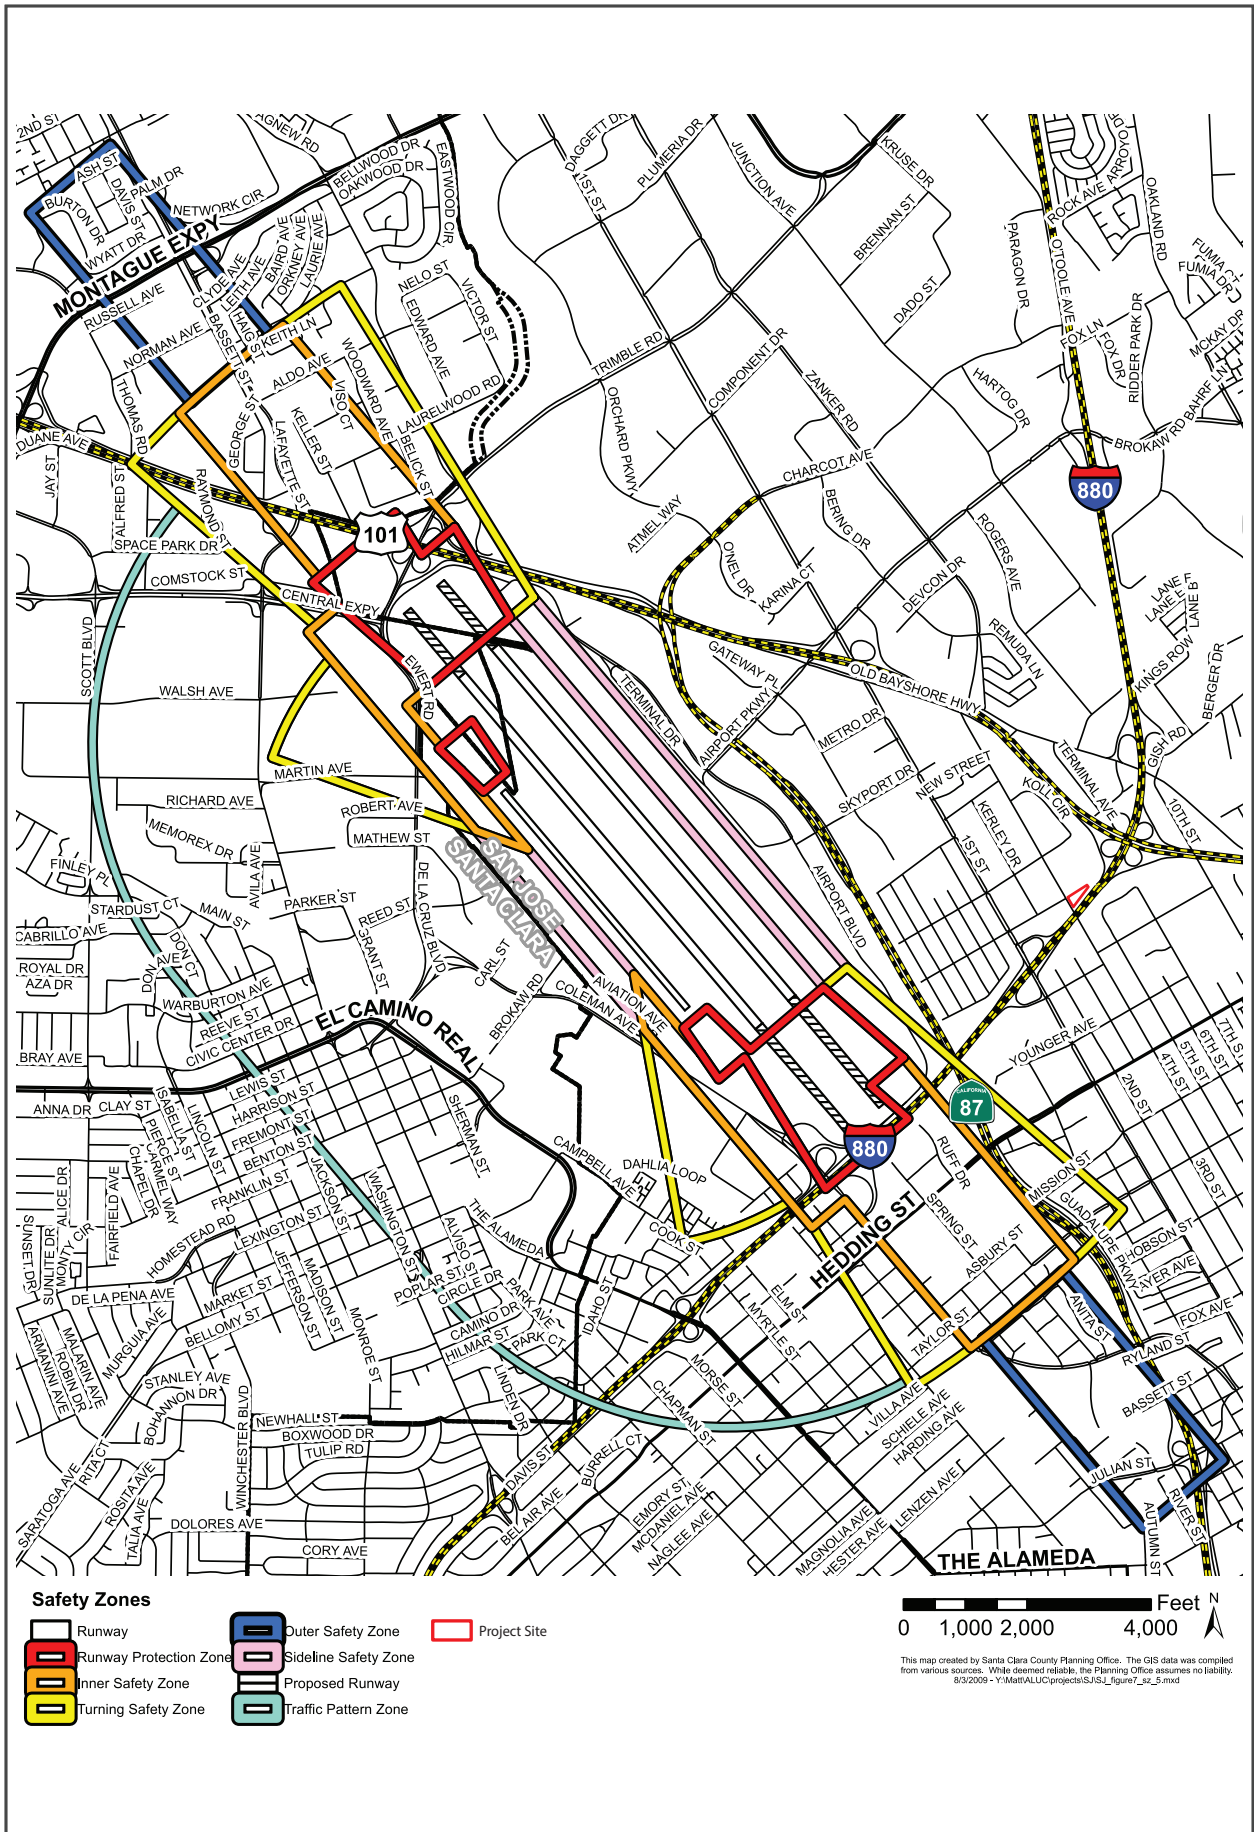 2ND ST
AGNEW RD
BELLWOOD DR
OAKWOOD DR
EASTWOOD CIR
DAGGETT DR
1ST ST
PLUMERIA DR
JUNCTION AVE
KRUSE DR
BRENNAN ST
DADO ST
ROCK AVE
ARROYO
OAKLAND RD
PARAGON DR
O'TOOLE AVE
FUMIA CT
FUMIA DR
MCKAY DR
ASH ST
DAVIS ST
PALM DR
BURTON DR
WYATT DR
NETWORK CIR
MONTAGUE EXPY
RUSSELL AVE
CLYDE AVE
LEITH AVE
BAIRD AVE
ORKNEY AVE
LAURIE AVE
HAIG ST
BASSETT ST
KEITH LN
NORMAN AVE
NELO ST
VICTOR ST
EDWARD AVE
WOODWARD AVE
ALDO AVE
VISO CT
LAURELWOOD RD
TRIMBLE RD
COMPONENT DR
ORCHARD PKWY
ZANKER RD
HARTOG DR
FOX LN
FOX DR
RIDDER PARK DR
BROKAW RD
BAHRF LN
THOMAS RD
GEORGE ST
KELLER ST
LAFAYETTE ST
BELICK ST
DUANE AVE
JAY ST
ALFRED ST
RAYMOND ST
SPACE PARK DR
COMSTOCK ST
101
CENTRAL EXPY
CHARCOT AVE
BERING DR
ATMEL WAY
O'NEL DR
KARINA CT
DEVCON DR
ROGERS AVE
REMUDA LN
880
LANE F
LANE E
LANE B
KINGS ROW
BERGER DR
SCOTT BLVD
WALSH AVE
EWERT RD
TERMINAL DR
GATEWAY PL
AIRPORT PKWY
OLD BAYSHORE HWY
METRO DR
SKYPORT DR
NEW STREET
TERMINAL AVE
GISH RD
KOLL CIR
10TH ST
KERLEY DR
1ST ST
MARTIN AVE
RICHARD AVE
ROBERT AVE
MATHEW ST
MEMOREX DR
AVILA AVE
FINLEY PL
STARDUST CT
MAIN ST
PARKER ST
REED ST
GRANT ST
DE LA CRUZ BLVD
SAN JOSE
SANTA CLARA
AIRPORT BLVD
CABRILLO AVE
ROYAL DR
AZA DR
DON AVE
DON CT
WARBURTON AVE
REEVE ST
CIVIC CENTER DR
CARL ST
BROKAW RD
AVIATION AVE
COLEMAN AVE
EL CAMINO REAL
BRAY AVE
ANNA DR
CLAY ST
LEWIS ST
HARRISON ST
FREMONT ST
BENTON ST
FRANKLIN ST
ISABELLA ST
PIERCE ST
CARMEL WAY
CHAPEL DR
LINCOLN ST
JACKSON ST
WASHINGTON ST
SHERMAN ST
YOUNGER AVE
7TH ST
6TH ST
5TH ST
4TH ST
2ND ST
3RD ST
CALIFORNIA
87
880
RUFF DR
MISSION ST
GUADALUPE PKWY
HOBSON ST
AYER AVE
FOX AVE
SUNSET DR
SUNLITE DR
ALICE DR
MONTY CIR
FAIRFIELD AVE
HOMESTEAD RD
LEXINGTON ST
CAMPBELL AVE
DAHLIA LOOP
COOK ST
HEDDING ST
SPRING ST
ASBURY ST
ALVISO ST
THE ALAMEDA
POPLAR ST
CIRCLE DR
PARK AVE
CAMINO DR
HILMAR ST
PARK CT
IDAHO ST
ELM ST
MYRTLE ST
TAYLOR ST
ANITA ST
RYLAND ST
BASSETT ST
DE LA PENA AVE
MARKET ST
JEFFERSON ST
MADISON ST
BELLOMY ST
MONROE ST
MURGUIA AVE
MALARIN AVE
ROBIN DR
ARMANINI AVE
STANLEY AVE
BOHANNON DR
NEWHALL ST
BOXWOOD DR
TULIP RD
LINDEN DR
MORSE ST
CHAPMAN ST
VILLA AVE
SCHIELE AVE
HARDING AVE
JULIAN ST
WINCHESTER BLVD
SARATOGA AVE
RITA CT
ROSITA AVE
TALIA AVE
DOLORES AVE
CORY AVE
DAVIS ST
BURRELL CT
BEL AIR AVE
EMORY ST
MCDANIEL AVE
NAGLEE AVE
MAGNOLIA AVE
HESTER AVE
LENZEN AVE
AUTUMN ST
RIVER ST
THE ALAMEDA
Safety Zones
Runway
Runway Protection Zone
Inner Safety Zone
Turning Safety Zone
Outer Safety Zone
Sideline Safety Zone
Proposed Runway
Traffic Pattern Zone
Project Site
Feet
N
0 1,000 2,000 4,000
This map created by Santa Clara County Planning Office. The GIS data was compiled
from various sources. While deemed reliable, the Planning Office assumes no liability.
8/3/2009 - Y:\Matt\ALUC\projects\SJ\SJ_figure7_sz_5.mxd